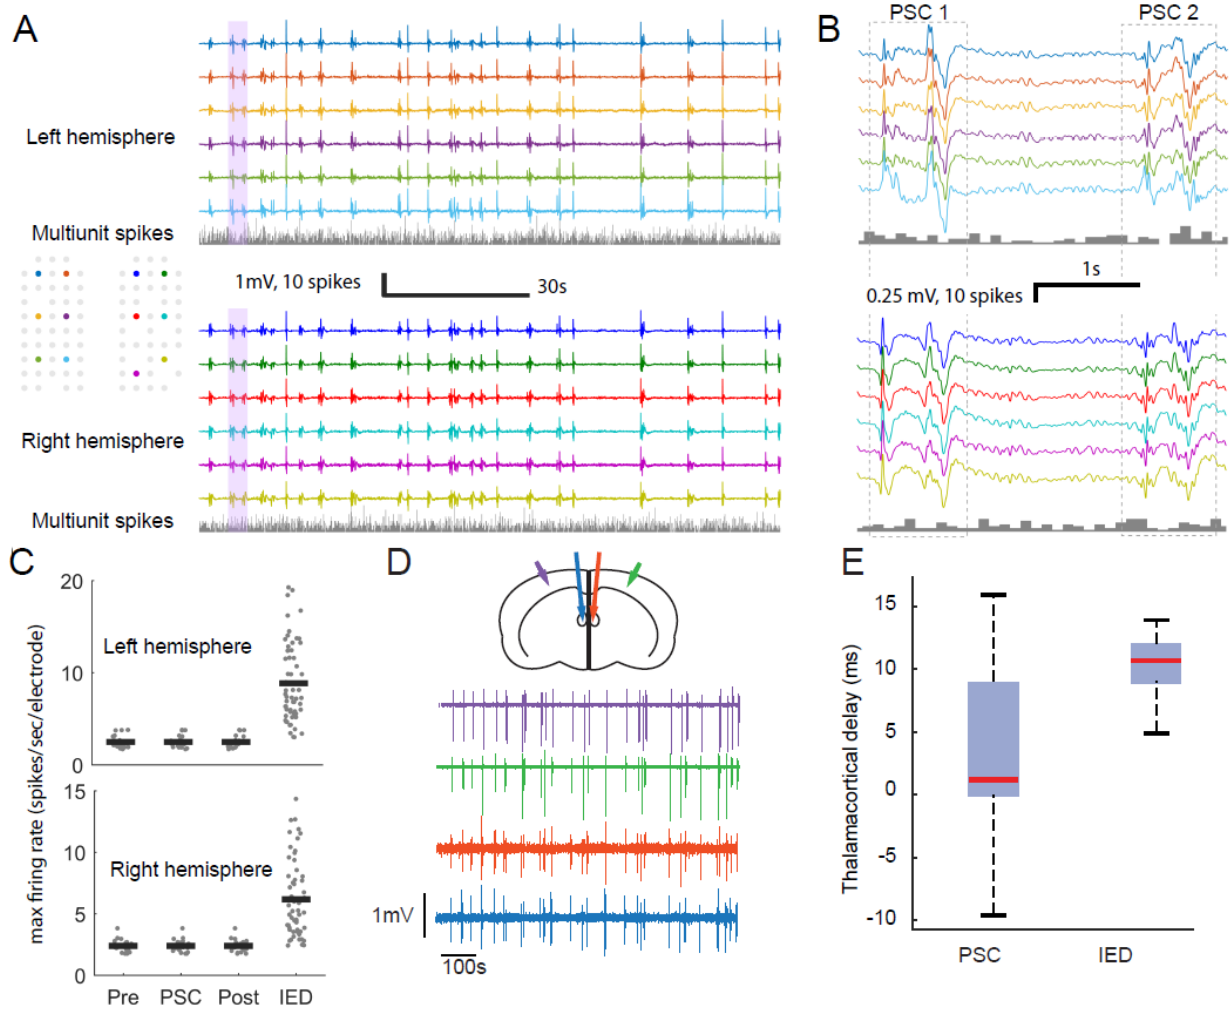 A
B
PSC 1
PSC 2
Left hemisphere
Multiunit spikes
1mV, 10 spikes
30s
1s
0.25 mV, 10 spikes
Right hemisphere
Multiunit spikes
C
max firing rate (spikes/sec/electrode)
20
10
0
Left hemisphere
15
10
5
0
Right hemisphere
Pre PSC Post IED
D
1mV
100s
E
Thalamacortical delay (ms)
15
10
5
0
-5
-10
PSC IED